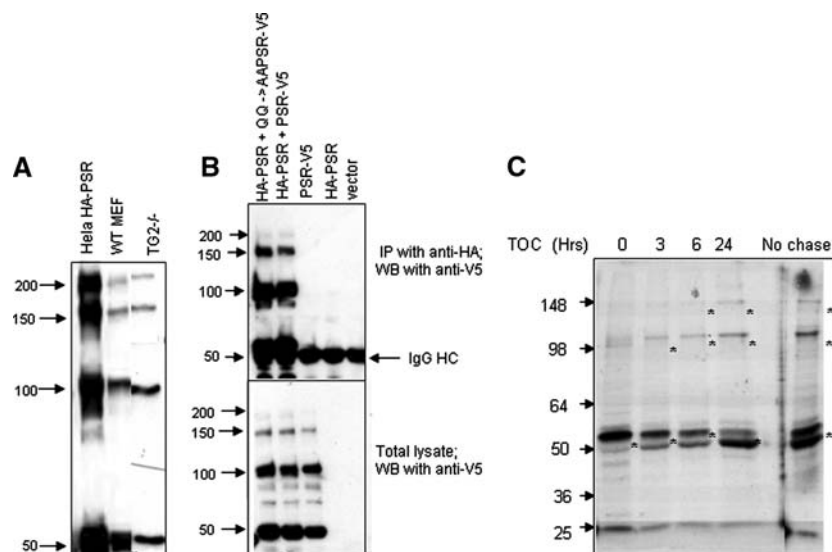 A
Hela HA-PSR
WT MEF
TG2-/-
200
150
100
50
B
HA-PSR + QQ->AAPSR-V5
HA-PSR + PSR-V5
PSR-V5
HA-PSR
vector
200
150
100
50
IP with anti-HA;
WB with anti-V5
IgG HC
200
150
100
50
Total lysate;
WB with anti-V5
C
TOC (Hrs) 0 3 6 24 No chase
148
98
64
50
36
25
* * * * * * * * * * * *